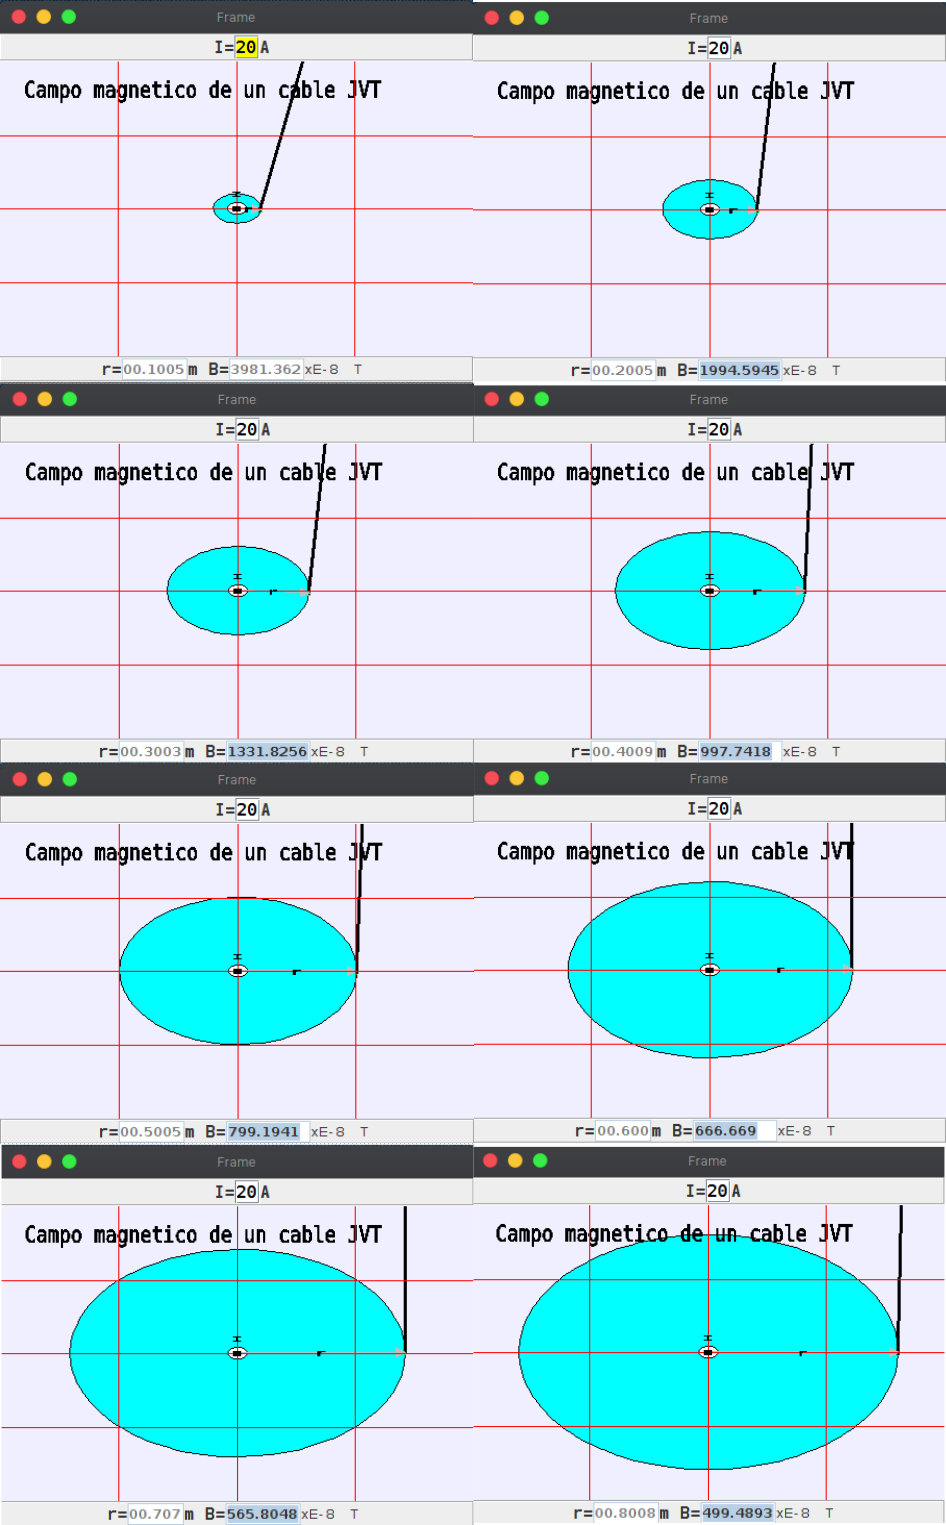 Frame
I=20 A
Campo magnetico de un cable JVT
I
r
r=00.1005 m B=3981.362 xE-8 T
Frame
I=20 A
Campo magnetico de un cable JVT
I
r
r=00.2005 m B=1994.5945 xE-8 T
Frame
I=20 A
Campo magnetico de un cable JVT
I
r
r=00.3003 m B=1331.8256 xE-8 T
Frame
I=20 A
Campo magnetico de un cable JVT
I
r
r=00.4009 m B=997.7418 xE-8 T
Frame
I=20 A
Campo magnetico de un cable JVT
I
r
r=00.5005 m B=799.1941 xE-8 T
Frame
I=20 A
Campo magnetico de un cable JVT
I
r
r=00.600 m B=666.669 xE-8 T
Frame
I=20 A
Campo magnetico de un cable JVT
I
r
r=00.707 m B=565.8048 xE-8 T
Frame
I=20 A
Campo magnetico de un cable JVT
I
r
r=00.8008 m B=499.4893 xE-8 T